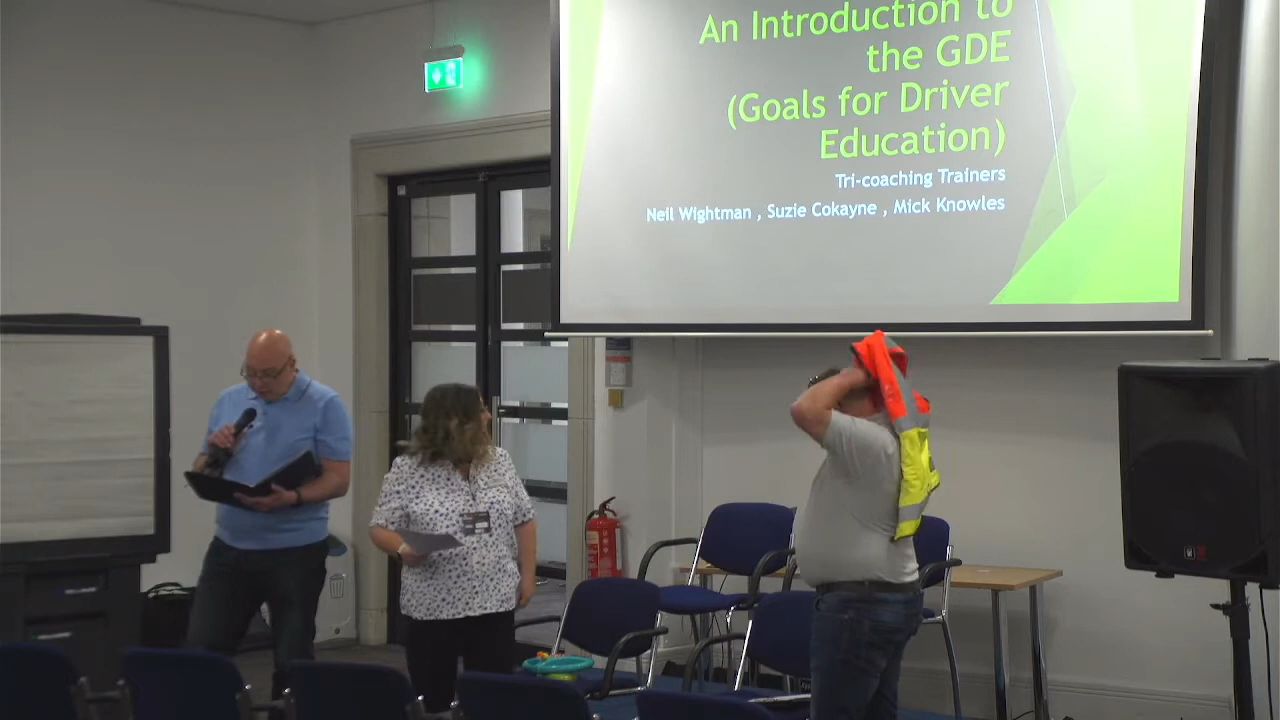 An Introduction to
the GDE
(Goals for Driver
Education)
Tri-coaching Trainers
Neil Wightman , Suzie Cokayne , Mick Knowles